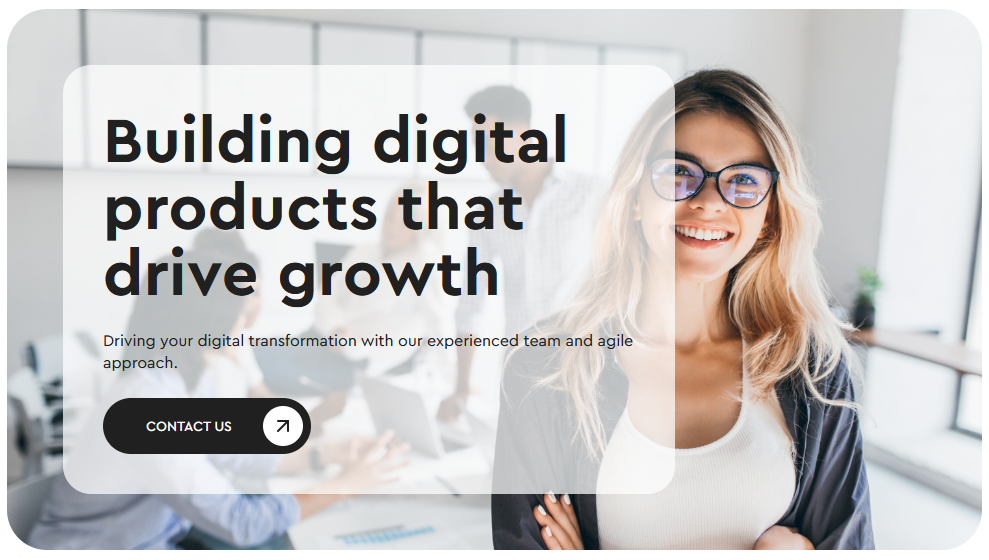 Building digital
products that
drive growth
Driving your digital transformation with our experienced team and agile
approach.
CONTACT US